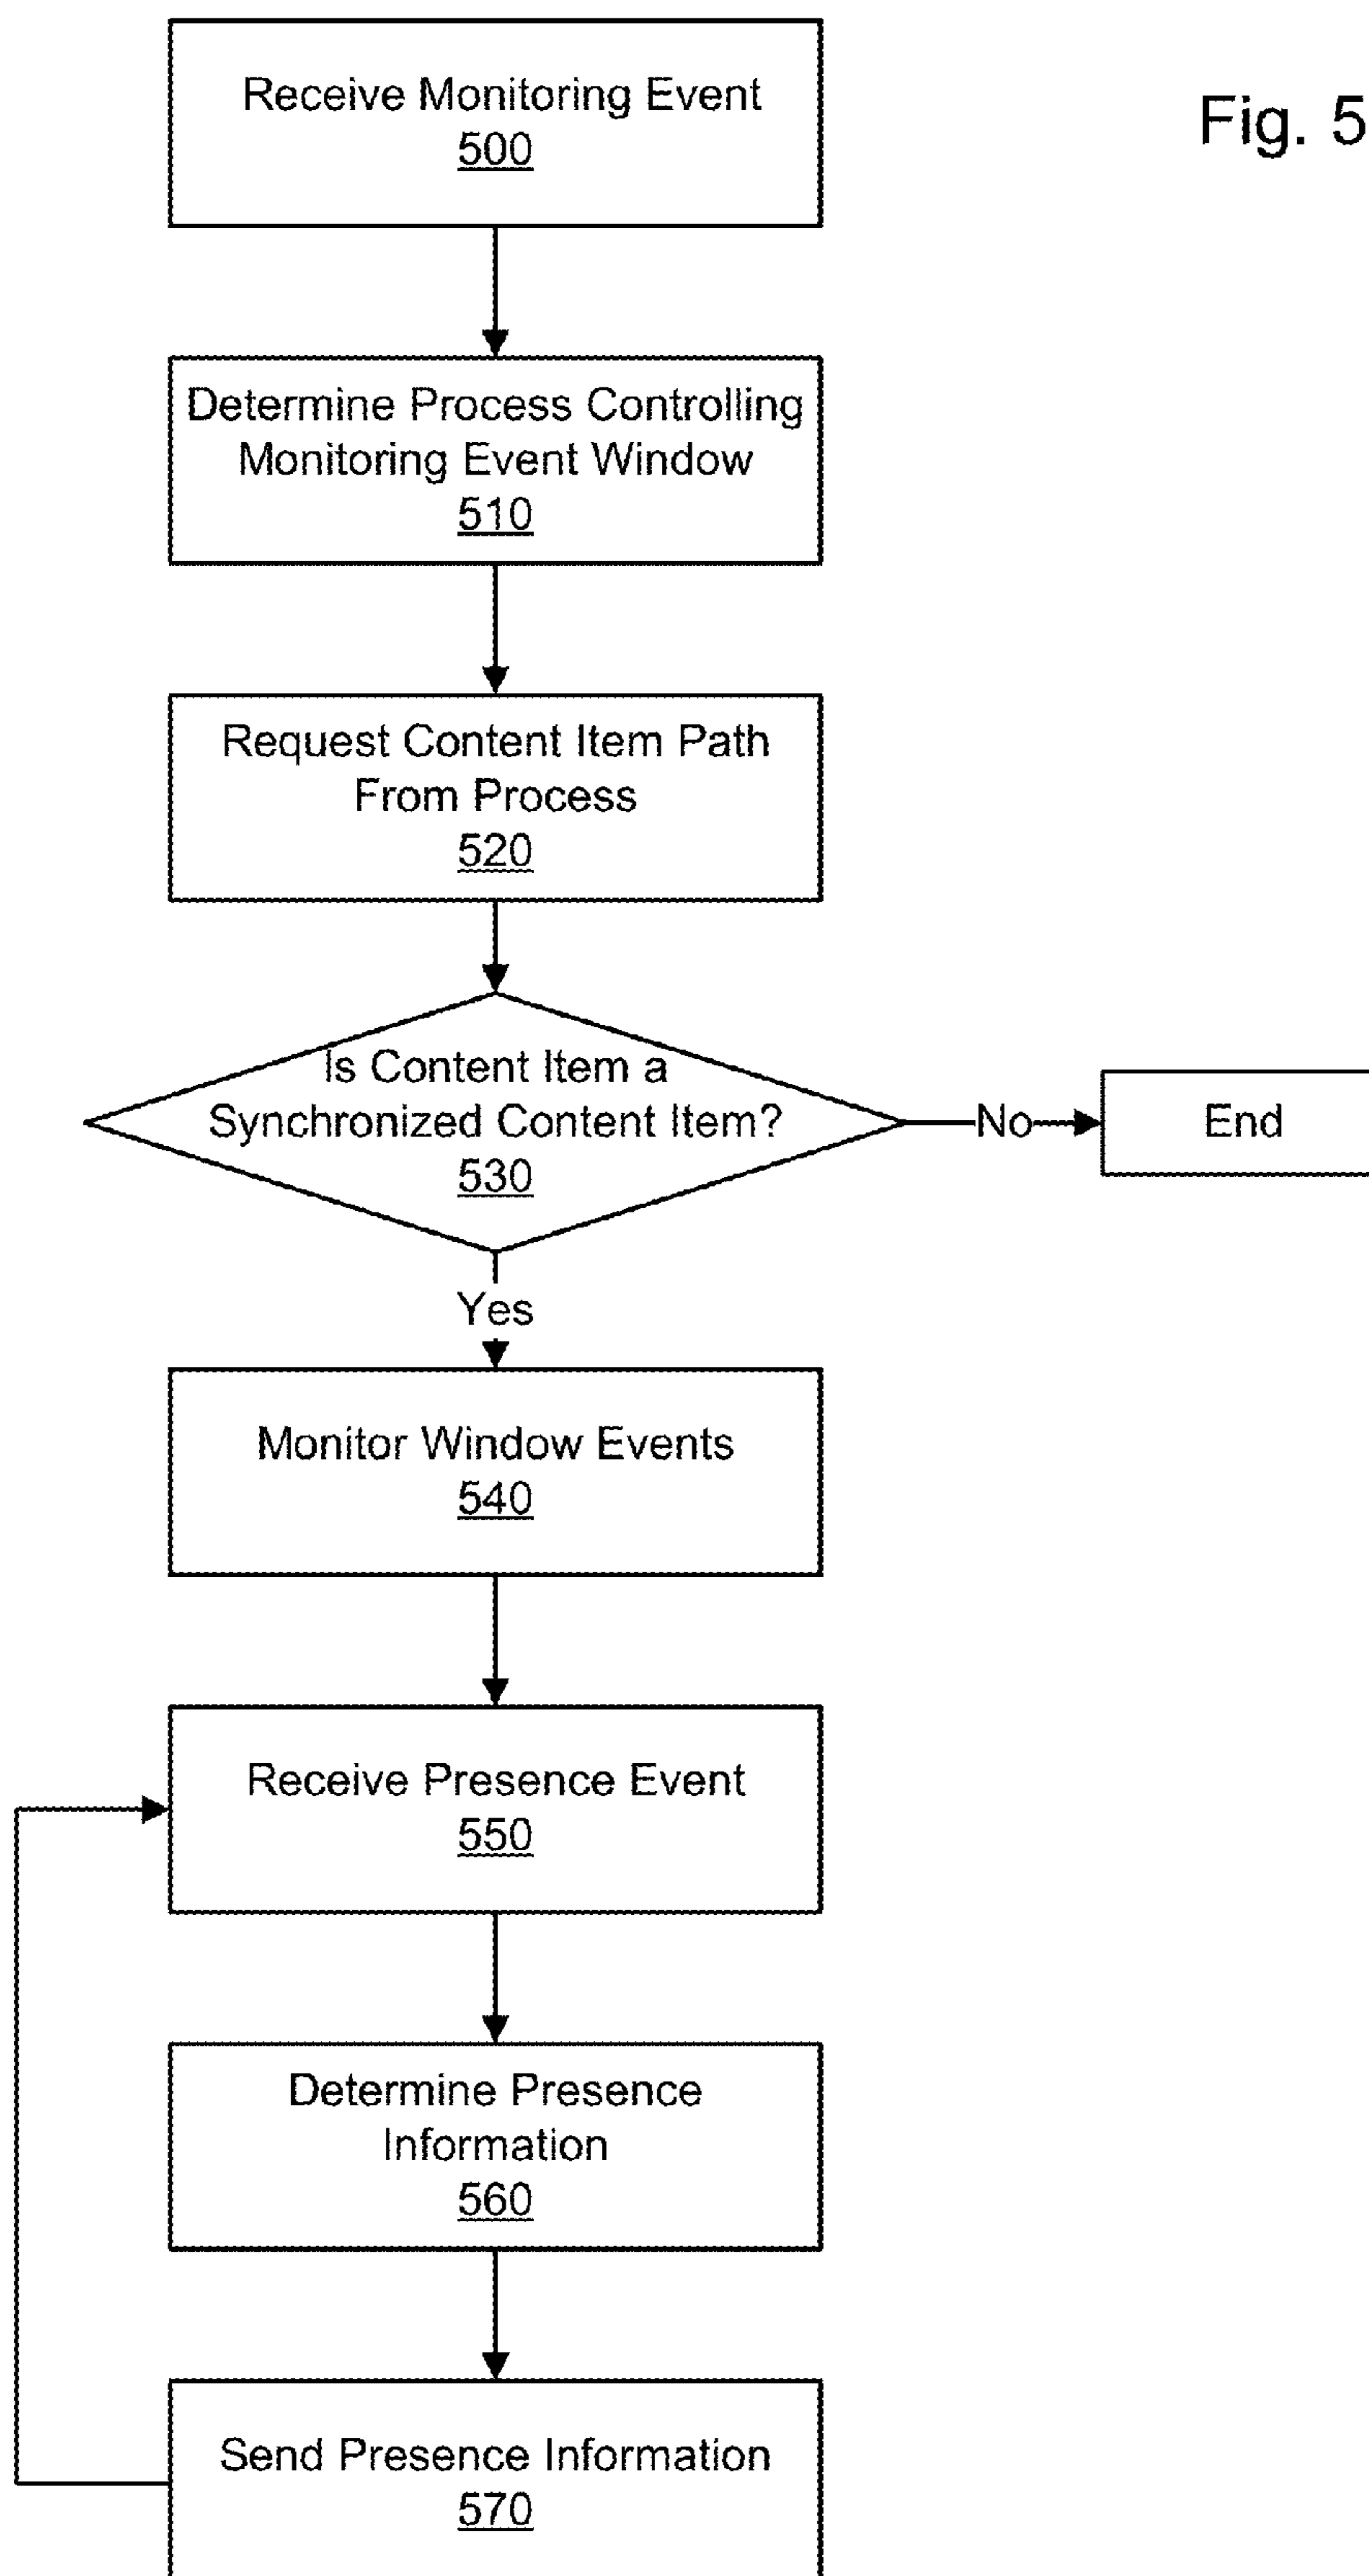 Fig. 5
Receive Monitoring Event
500
Determine Process Controlling
Monitoring Event Window
510
Request Content Item Path
From Process
520
Is Content Item a
Synchronized Content Item?
530
No
End
Yes
Monitor Window Events
540
Receive Presence Event
550
Determine Presence
Information
560
Send Presence Information
570